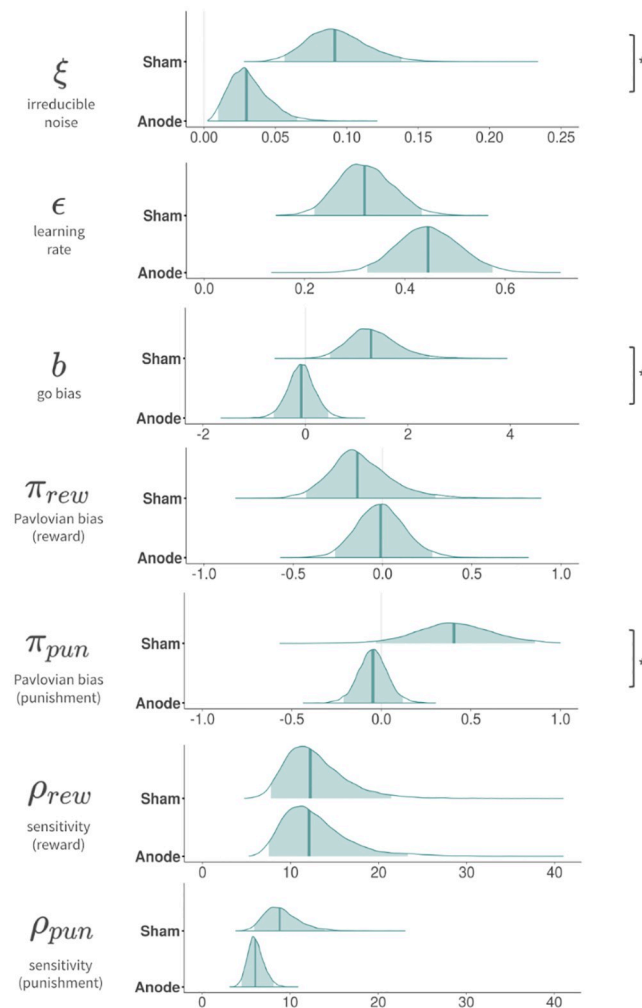 ξ
irreducible
noise
Sham
Anode
*
0.00 0.05 0.10 0.15 0.20 0.25
ϵ
learning
rate
Sham
Anode
0.0 0.2 0.4 0.6
b
go bias
Sham
Anode
*
-2 0 2 4
πrew
Pavlovian bias
(reward)
Sham
Anode
-1.0 -0.5 0.0 0.5 1.0
πpun
Pavlovian bias
(punishment)
Sham
Anode
*
-1.0 -0.5 0.0 0.5 1.0
ρrew
sensitivity
(reward)
Sham
Anode
0 10 20 30 40
ρpun
sensitivity
(punishment)
Sham
Anode
0 10 20 30 40